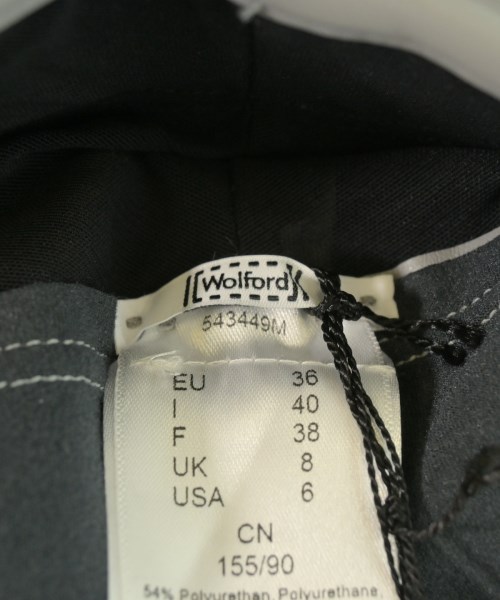 Wolford
543449M
EU 36
I 40
F 38
UK 8
USA 6
CN
155/90
54% Polyurethan, Polyurethane,